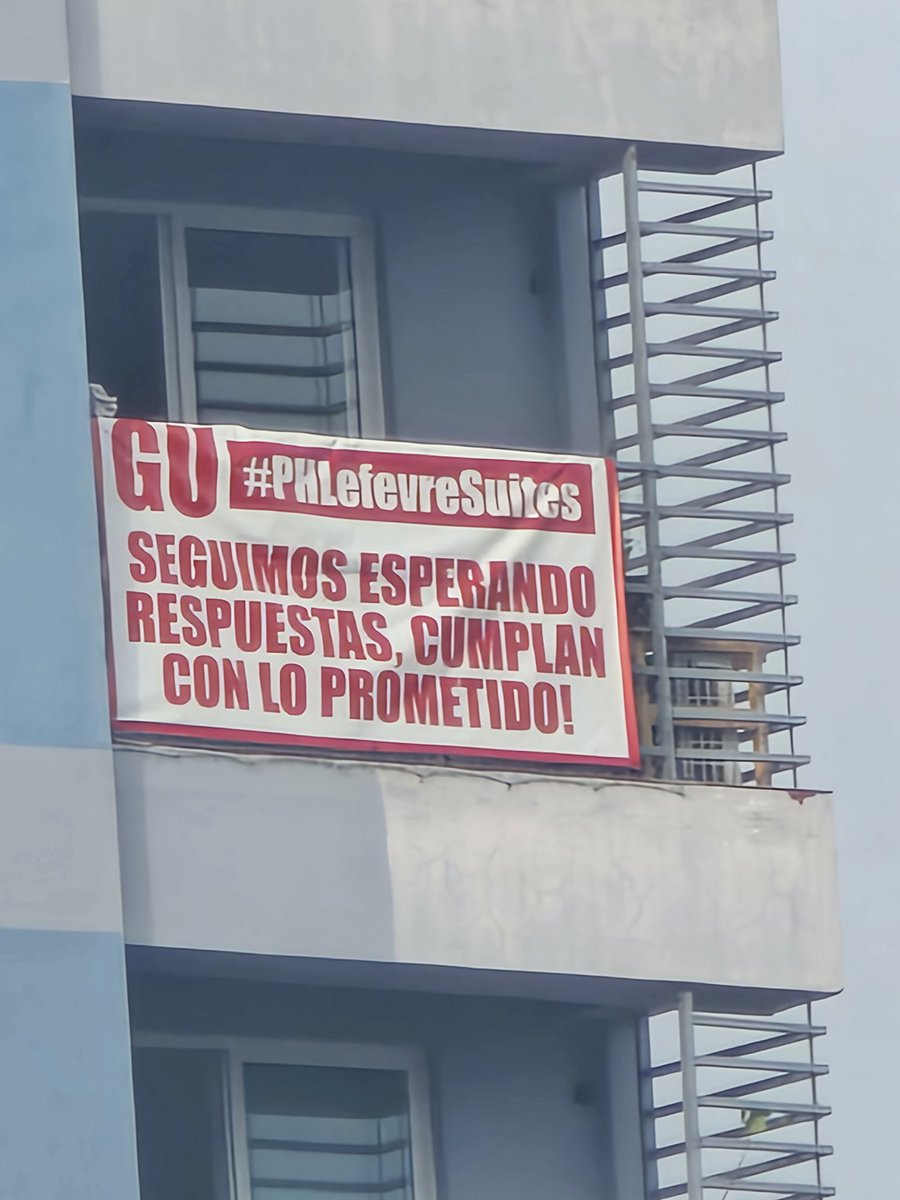 GU #PHLefevreSuites
SEGUIMOS ESPERANDO
RESPUESTAS, CUMPLAN
CON LO PROMETIDO!